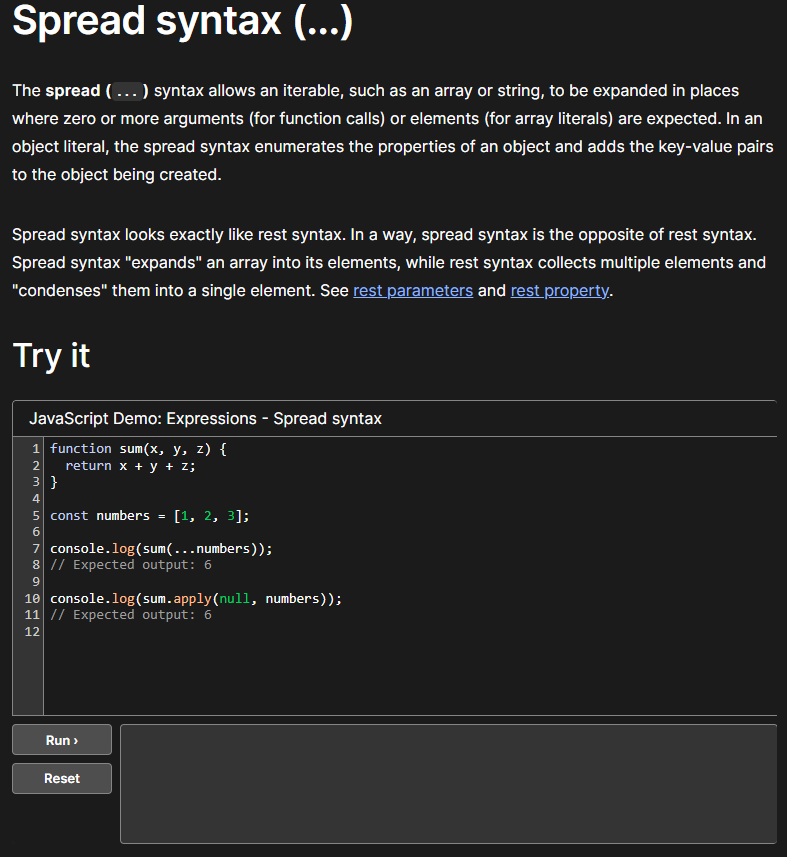 Spread syntax (...)
The spread (...) syntax allows an iterable, such as an array or string, to be expanded in places
where zero or more arguments (for function calls) or elements (for array literals) are expected. In an
object literal, the spread syntax enumerates the properties of an object and adds the key-value pairs
to the object being created.
Spread syntax looks exactly like rest syntax. In a way, spread syntax is the opposite of rest syntax.
Spread syntax "expands" an array into its elements, while rest syntax collects multiple elements and
"condenses" them into a single element. See rest parameters and rest property.
Try it
JavaScript Demo: Expressions - Spread syntax
1 function sum(x, y, z) {
2   return x + y + z;
3 }
4
5 const numbers = [1, 2, 3];
6
7 console.log(sum(...numbers));
8 // Expected output: 6
9
10 console.log(sum.apply(null, numbers));
11 // Expected output: 6
12
Run ›
Reset